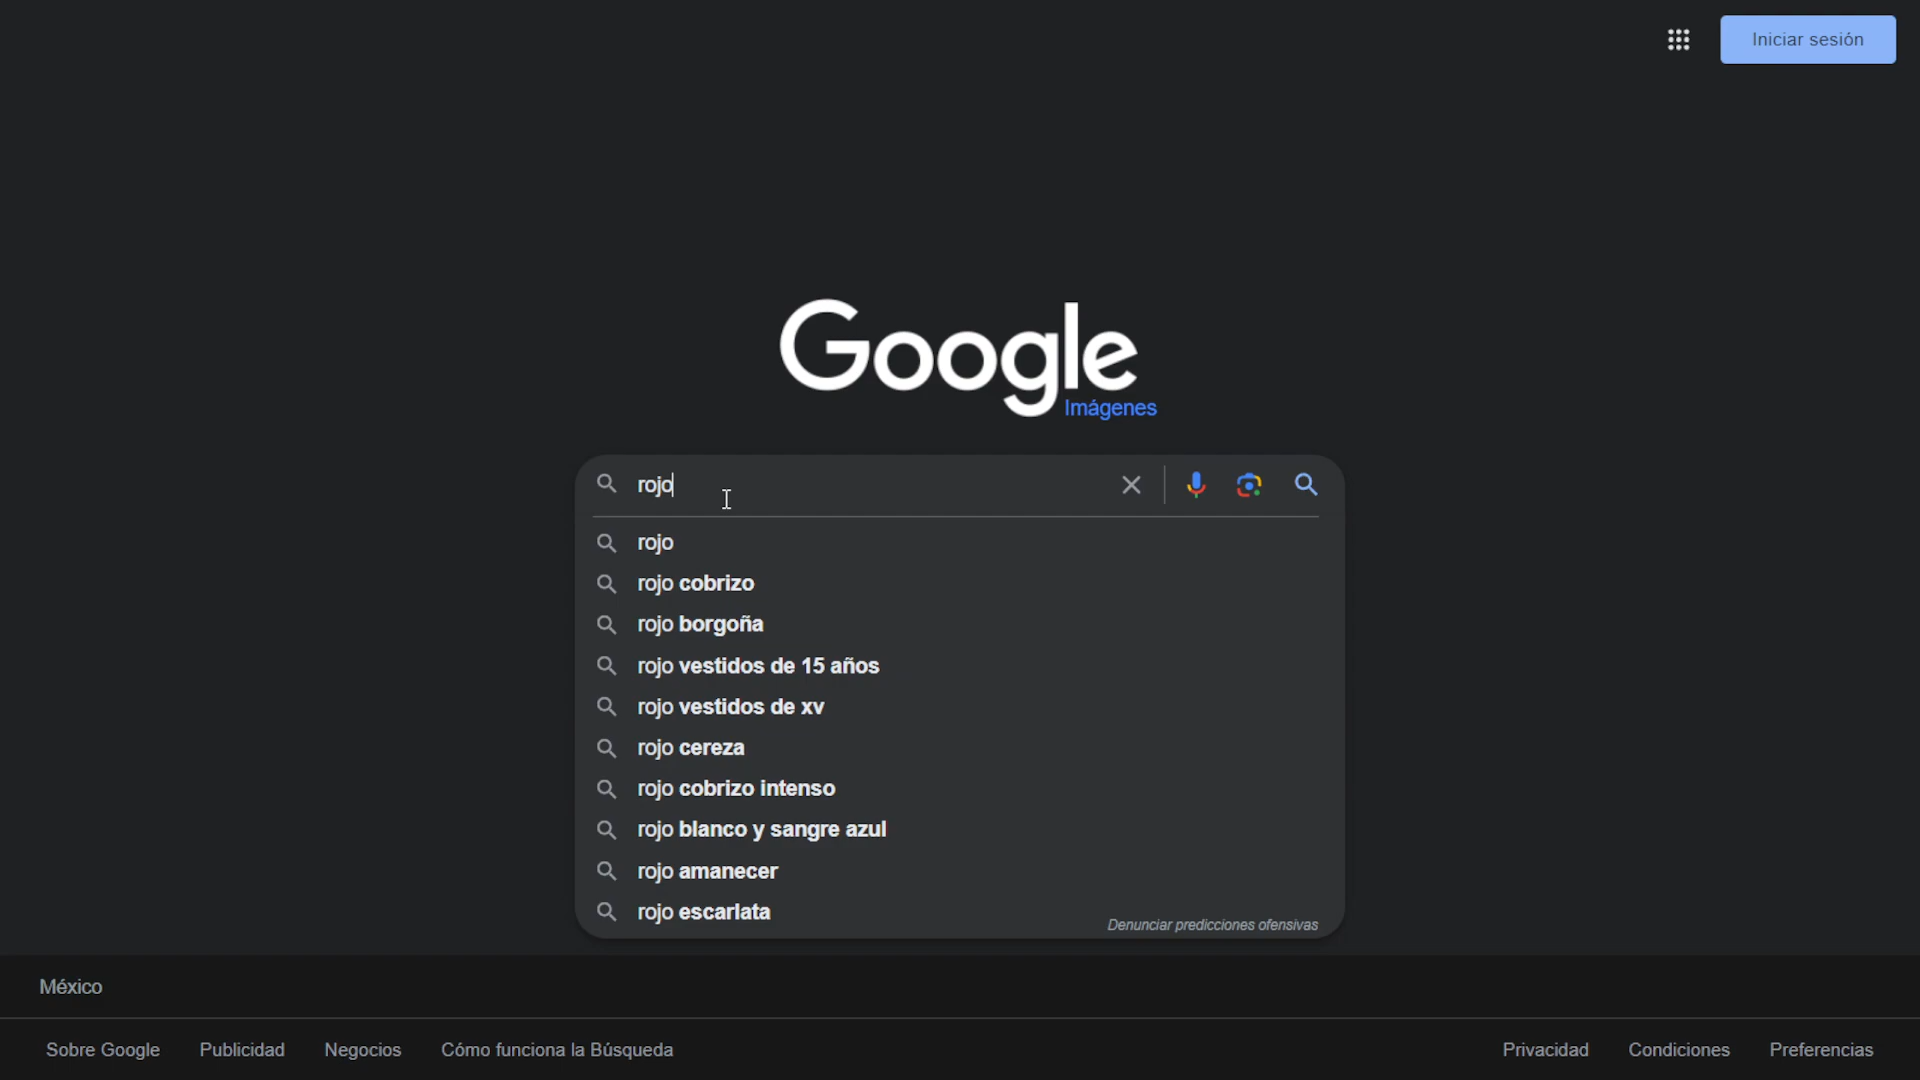 Iniciar sesión
Google
Imágenes
rojo
rojo
rojo cobrizo
rojo borgoña
rojo vestidos de 15 años
rojo vestidos de xv
rojo cereza
rojo cobrizo intenso
rojo blanco y sangre azul
rojo amanecer
rojo escarlata
Denunciar predicciones ofensivas
México
Sobre Google Publicidad Negocios Cómo funciona la Búsqueda Privacidad Condiciones Preferencias